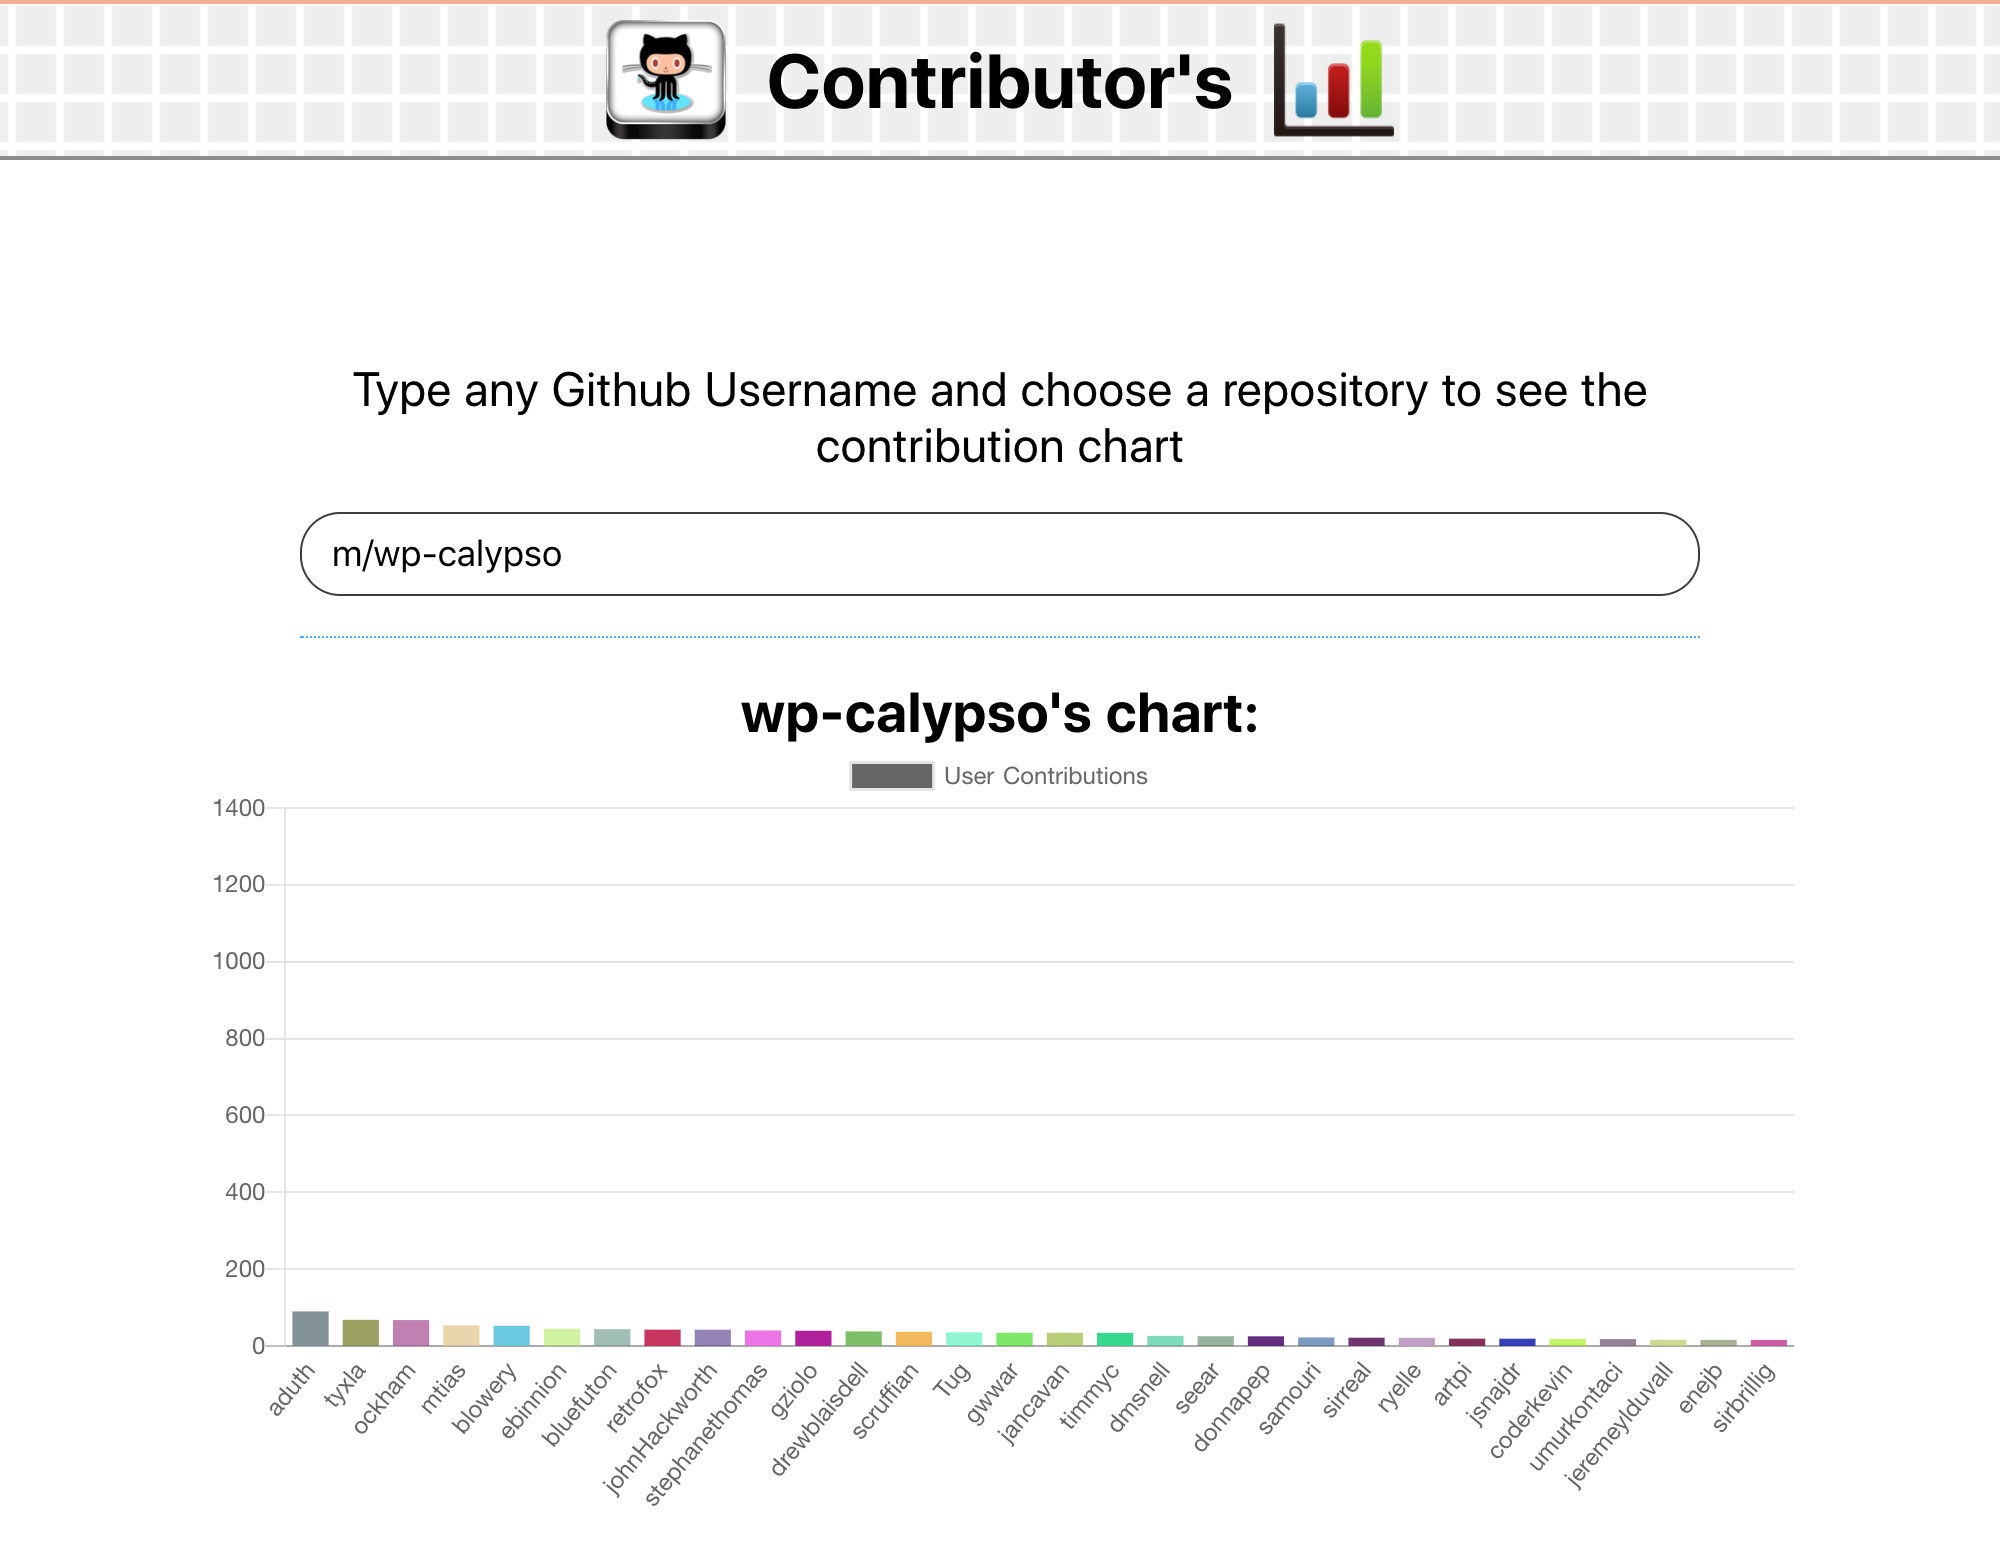 Contributor's
Type any Github Username and choose a repository to see the
contribution chart
m/wp-calypso
wp-calypso's chart:
User Contributions
1400
1200
1000
800
600
400
200
0
aduth
tyxla
ockham
mtias
blowery
ebinnion
bluefuton
retrofox
johnHackworth
stephanethomas
gziolo
drewblaisdell
scruffian
Tug
gwwar
jancavan
timmyc
dmsnell
seear
donnapep
samouri
sirreal
ryelle
artpi
jsnajdr
coderkevin
umurkontaci
jeremeylduvall
enejb
sirbrillig